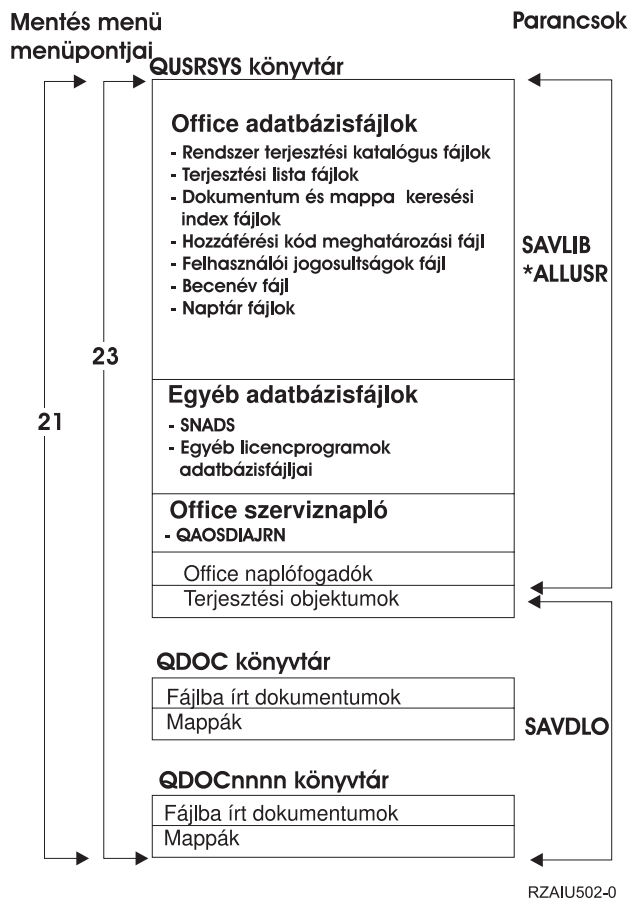 Mentés menü
menüpontjai
Parancsok
QUSRSYS könyvtár
Office adatbázisfájlok
- Rendszer terjesztési katalógus fájlok
- Terjesztési lista fájlok
- Dokumentum és mappa keresési
index fájlok
- Hozzáférési kód meghatározási fájl
- Felhasználói jogosultságok fájl
- Becenév fájl
- Naptár fájlok
SAVLIB
*ALLUSR
23
21
Egyéb adatbázisfájlok
- SNADS
- Egyéb licencprogramok
adatbázisfájljai
Office szerviznapló
- QAOSDIAJRN
Office naplófogadók
Terjesztési objektumok
QDOC könyvtár
Fájlba írt dokumentumok
Mappák
SAVDLO
QDOCnnnn könyvtár
Fájlba írt dokumentumok
Mappák
RZAIU502-0